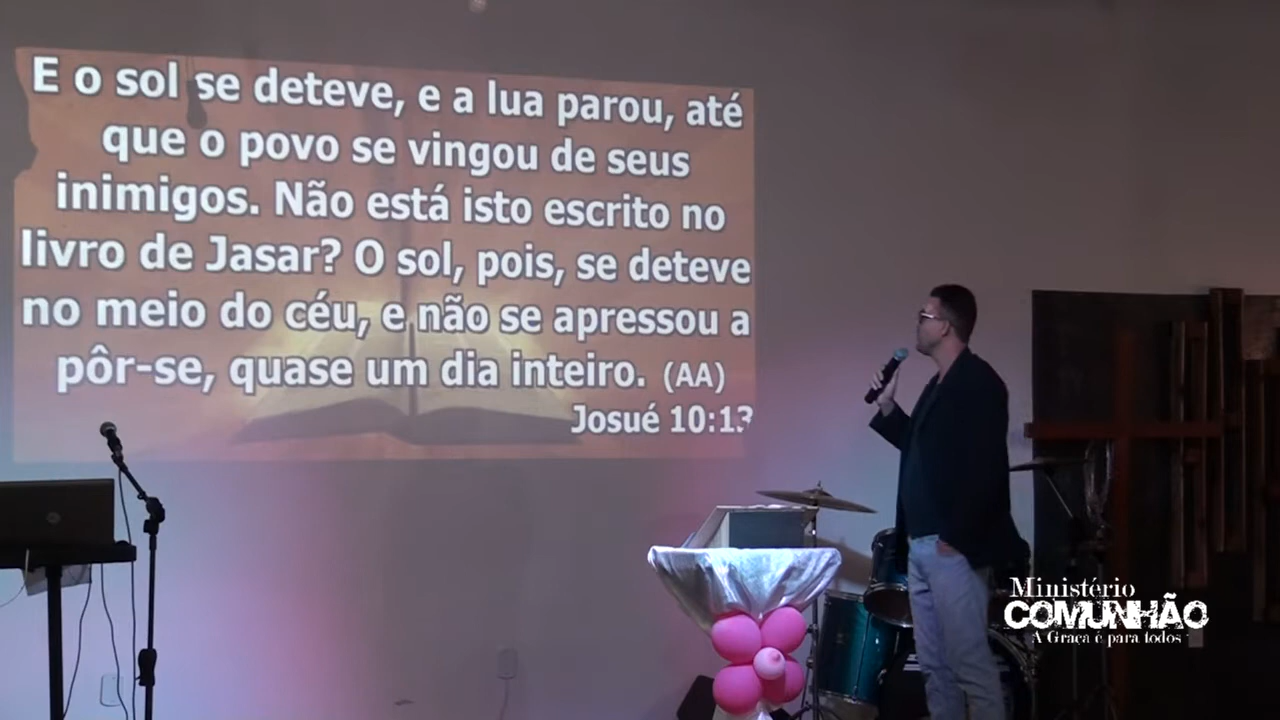 E o sol se deteve, e a lua parou, até
que o povo se vingou de seus
inimigos. Não está isto escrito no
livro de Jasar? O sol, pois, se deteve
no meio do céu, e não se apressou a
pôr-se, quase um dia inteiro. (AA)
Josué 10:13
Ministério
COMUNHÃO
A Graça é para todos